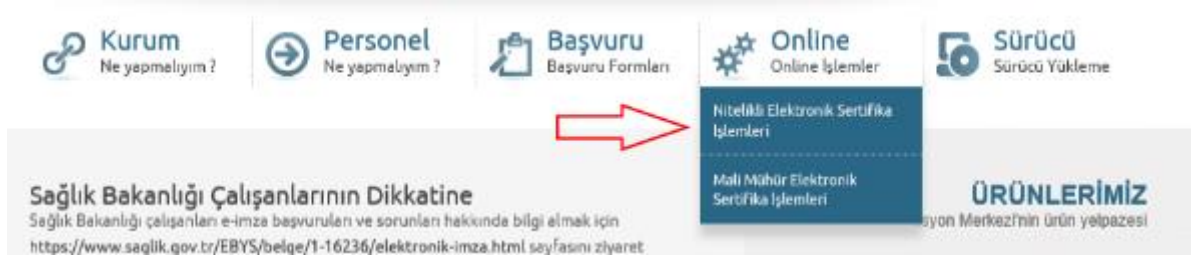 Kurum
Ne yapmalıyım ?
Personel
Ne yapmalıyım ?
Başvuru
Başvuru Formları
Online
Online İşlemler
Sürücü
Sürücü Yükleme
Nitelikli Elektronik Sertifika
İşlemleri
Mali Mühür Elektronik
Sertifika İşlemleri
Sağlık Bakanlığı Çalışanlarının Dikkatine
Sağlık Bakanlığı çalışanları e-imza başvuruları ve sorunları hakkında bilgi almak için
https://www.saglik.gov.tr/EBYS/belge/1-16236/elektronik-imza.html sayfasını ziyaret
ÜRÜNLERİMİZ
syon Merkezi'nin ürün yelpazesi